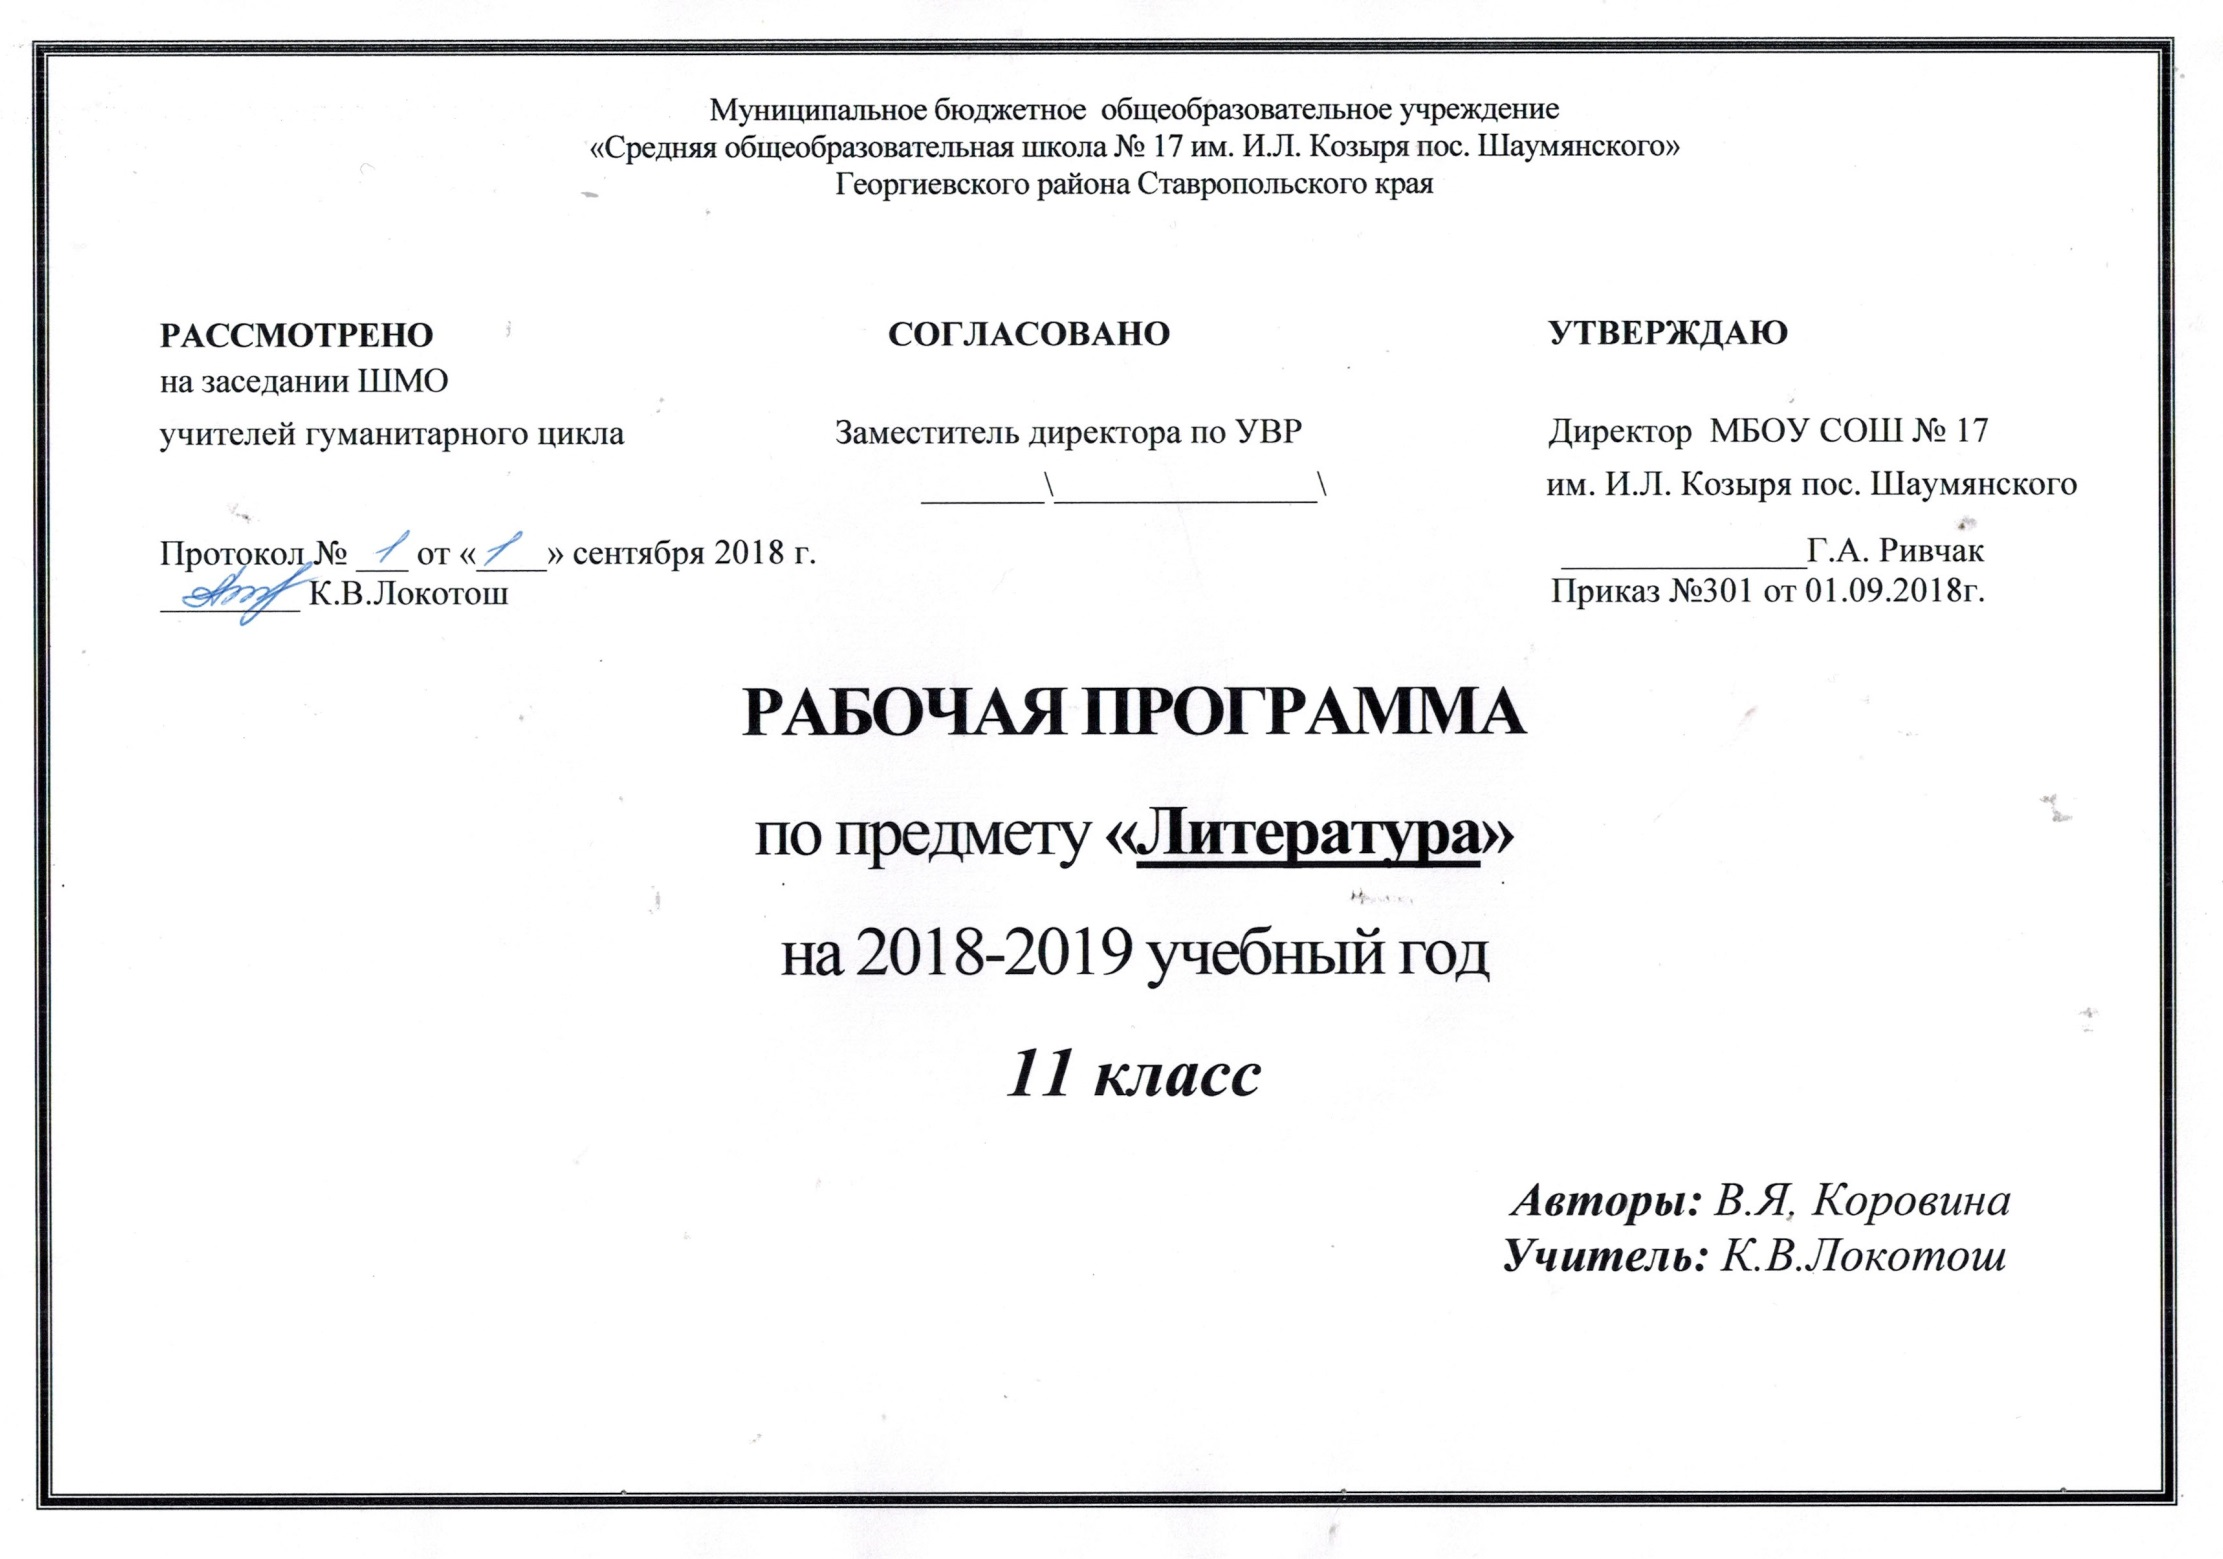 Муниципальное бюджетное общеобразовательное учреждение
«Средняя общеобразовательная школа № 17 им. И.Л. Козыря пос. Шаумянского»
Георгиевского района Ставропольского края
РАССМОТРЕНО
на заседании ШМО
учителей гуманитарного цикла
Протокол № 1 от «1» сентября 2018 г.
_________ К.В.Локотош
СОГЛАСОВАНО
Заместитель директора по УВР
_______\_______________\
УТВЕРЖДАЮ
Директор МБОУ СОШ № 17
им. И.Л. Козыря пос. Шаумянского
______________Г.А. Ривчак
Приказ №301 от 01.09.2018г.
РАБОЧАЯ ПРОГРАММА
по предмету «Литература»
на 2018-2019 учебный год
11 класс
Авторы: В.Я. Коровина
Учитель: К.В.Локотош